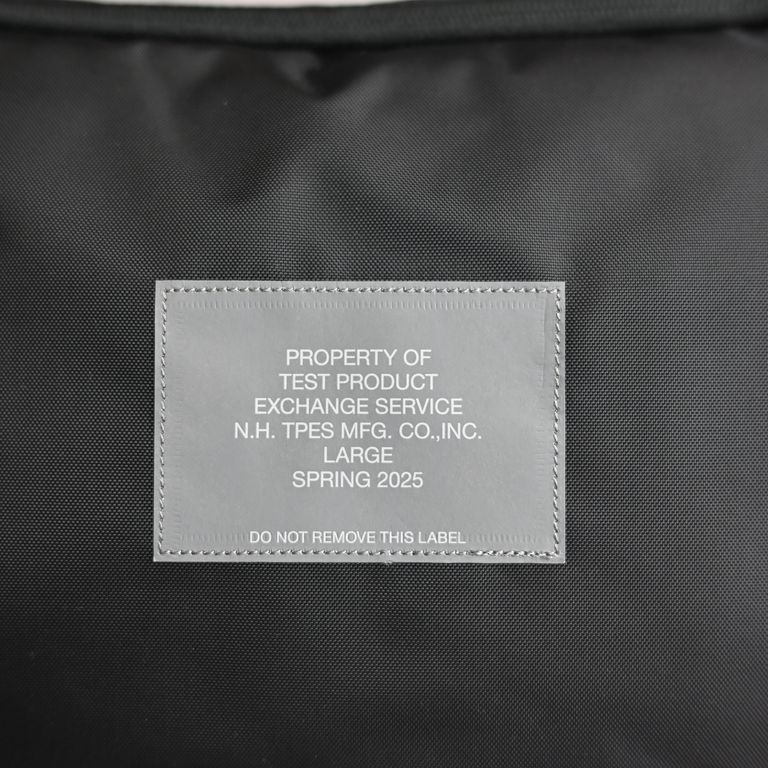 PROPERTY OF
TEST PRODUCT
EXCHANGE SERVICE
N.H. TPES MFG. CO.,INC.
LARGE
SPRING 2025
DO NOT REMOVE THIS LABEL